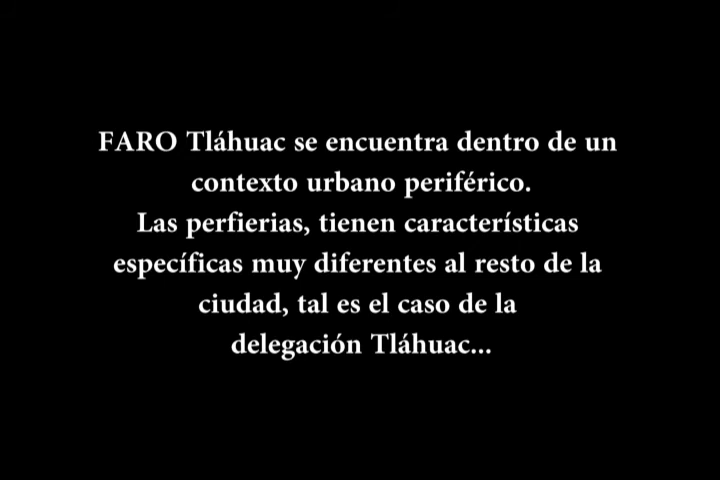 FARO Tláhuac se encuentra dentro de un
contexto urbano periférico.
Las perfierias, tienen características
específicas muy diferentes al resto de la
ciudad, tal es el caso de la
delegación Tláhuac...